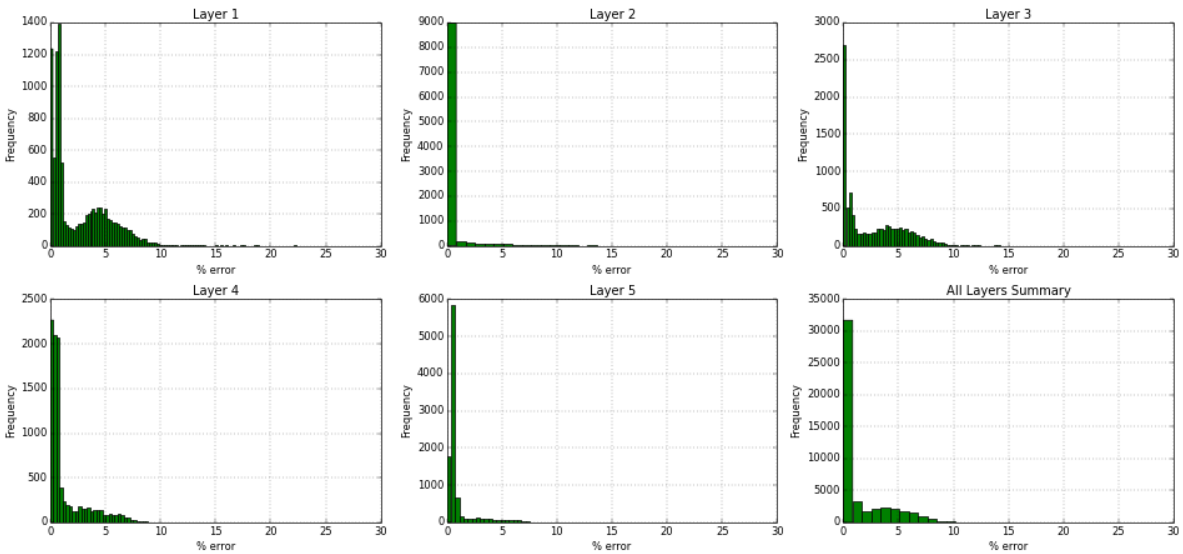 Layer 1
1400
1200
1000
800
600
400
200
0
Frequency
0 5 10 15 20 25 30
% error
Layer 2
9000
8000
7000
6000
5000
4000
3000
2000
1000
0
Frequency
0 5 10 15 20 25 30
% error
Layer 3
3000
2500
2000
1500
1000
500
0
Frequency
0 5 10 15 20 25 30
% error
Layer 4
2500
2000
1500
1000
500
0
Frequency
0 5 10 15 20 25 30
% error
Layer 5
6000
5000
4000
3000
2000
1000
0
Frequency
0 5 10 15 20 25 30
% error
All Layers Summary
35000
30000
25000
20000
15000
10000
5000
0
Frequency
0 5 10 15 20 25 30
% error